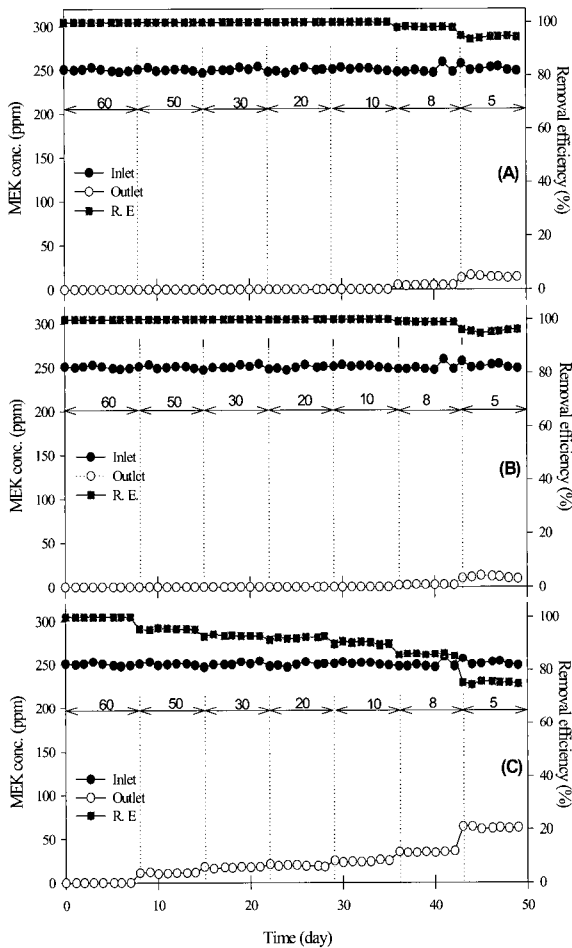 300
250
200
150
100
50
0
MEK conc. (ppm)
60 50 30 20 10 8 5
Inlet
Outlet
R. E
(A)
100
80
60
40
20
0
Removal efficiency (%)
300
250
200
150
100
50
0
MEK conc. (ppm)
60 50 30 20 10 8 5
Inlet
Outlet
R. E.
(B)
100
80
60
40
20
0
Removal efficiency (%)
300
250
200
150
100
50
0
MEK conc. (ppm)
60 50 30 20 10 8 5
Inlet
Outlet
R. E
(C)
100
80
60
40
20
0
Removal efficiency (%)
0 10 20 30 40 50
Time (day)